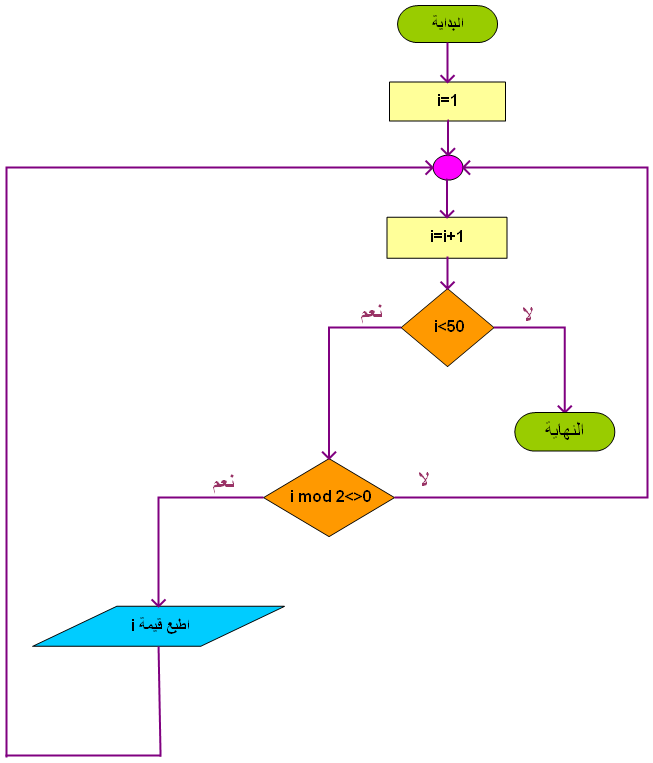 البداية
i=1
i=i+1
i<50
نعم
لا
النهاية
i mod 2<>0
نعم
لا
اطبع قيمة i